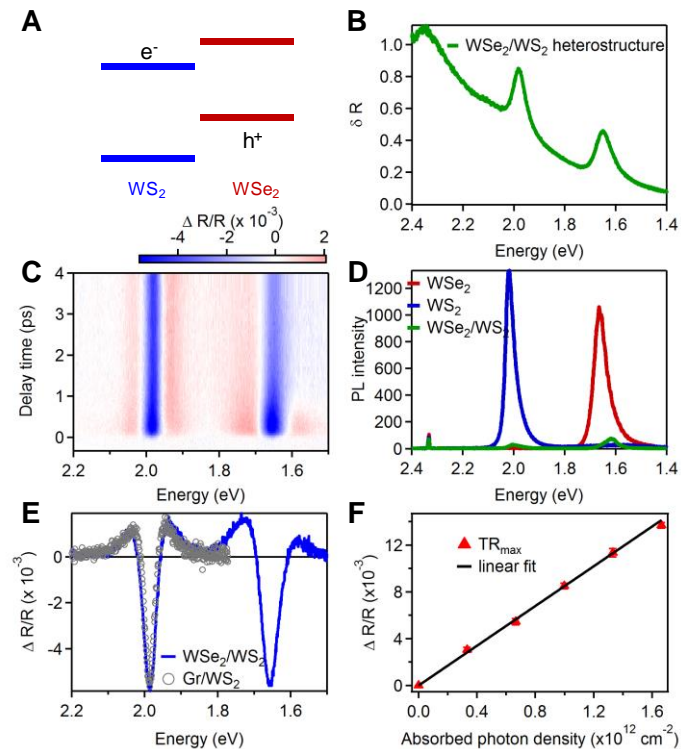 A
e-
h+
WS2
WSe2
B
WSe2/WS2 heterostructure
δ R
1.0
0.8
0.6
0.4
0.2
0.0
2.4 2.2 2.0 1.8 1.6 1.4
Energy (eV)
Δ R/R (x 10-3)
-4 -2 0 2
C
Delay time (ps)
4
3
2
1
0
2.2 2.0 1.8 1.6
Energy (eV)
D
PL intensity
1200
1000
800
600
400
200
0
WSe2
WS2
WSe2/WS
2.4 2.2 2.0 1.8 1.6 1.4
Energy (eV)
E
Δ R/R (x 10-3)
0
-2
-4
WSe2/WS2
Gr/WS2
2.2 2.0 1.8 1.6
Energy (eV)
F
Δ R/R (x10-3)
12
8
4
0
TRmax
linear fit
0.0 0.4 0.8 1.2 1.6
Absorbed photon density (x1012 cm-2)